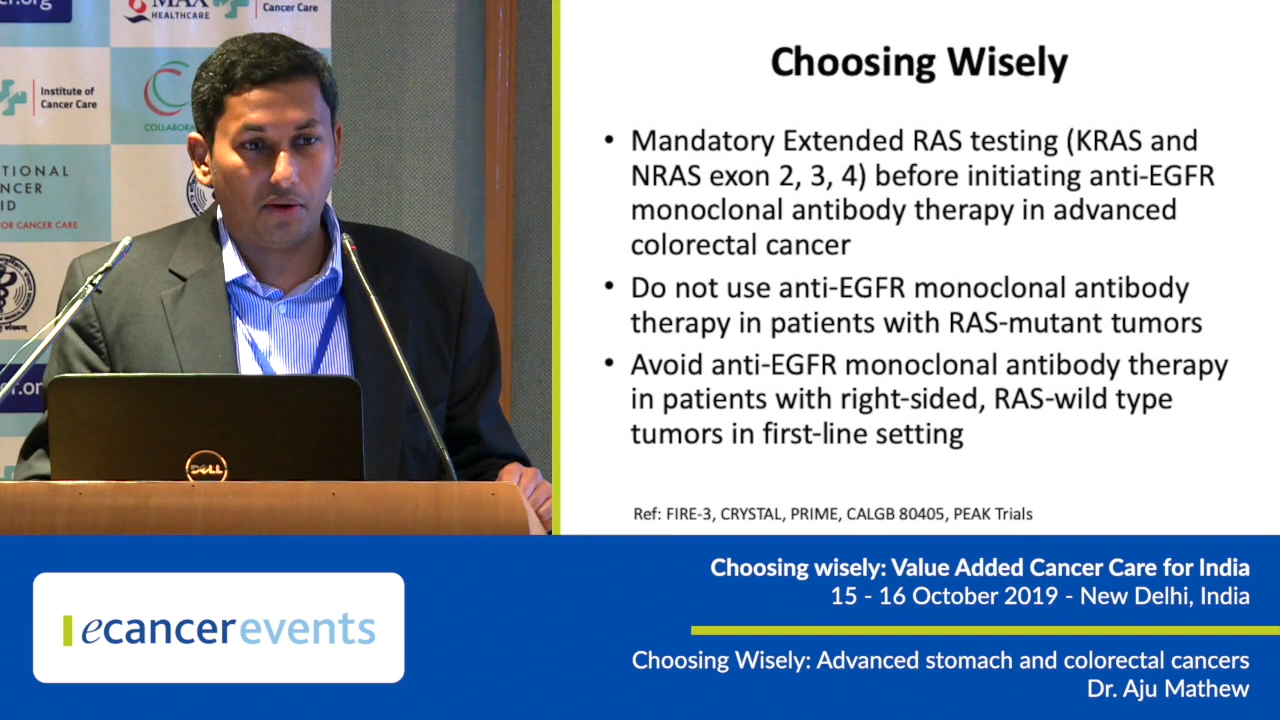 er.org
MAX
HEALTHCARE
Cancer Care
Institute of
Cancer Care
COLLABORA
TIONAL
NCER
ID
FOR CANCER CARE
er.or
DELL
Choosing Wisely
• Mandatory Extended RAS testing (KRAS and
NRAS exon 2, 3, 4) before initiating anti-EGFR
monoclonal antibody therapy in advanced
colorectal cancer
• Do not use anti-EGFR monoclonal antibody
therapy in patients with RAS-mutant tumors
• Avoid anti-EGFR monoclonal antibody therapy
in patients with right-sided, RAS-wild type
tumors in first-line setting
Ref: FIRE-3, CRYSTAL, PRIME, CALGB 80405, PEAK Trials
ecancerevents
Choosing wisely: Value Added Cancer Care for India
15 - 16 October 2019 - New Delhi, India
Choosing Wisely: Advanced stomach and colorectal cancers
Dr. Aju Mathew